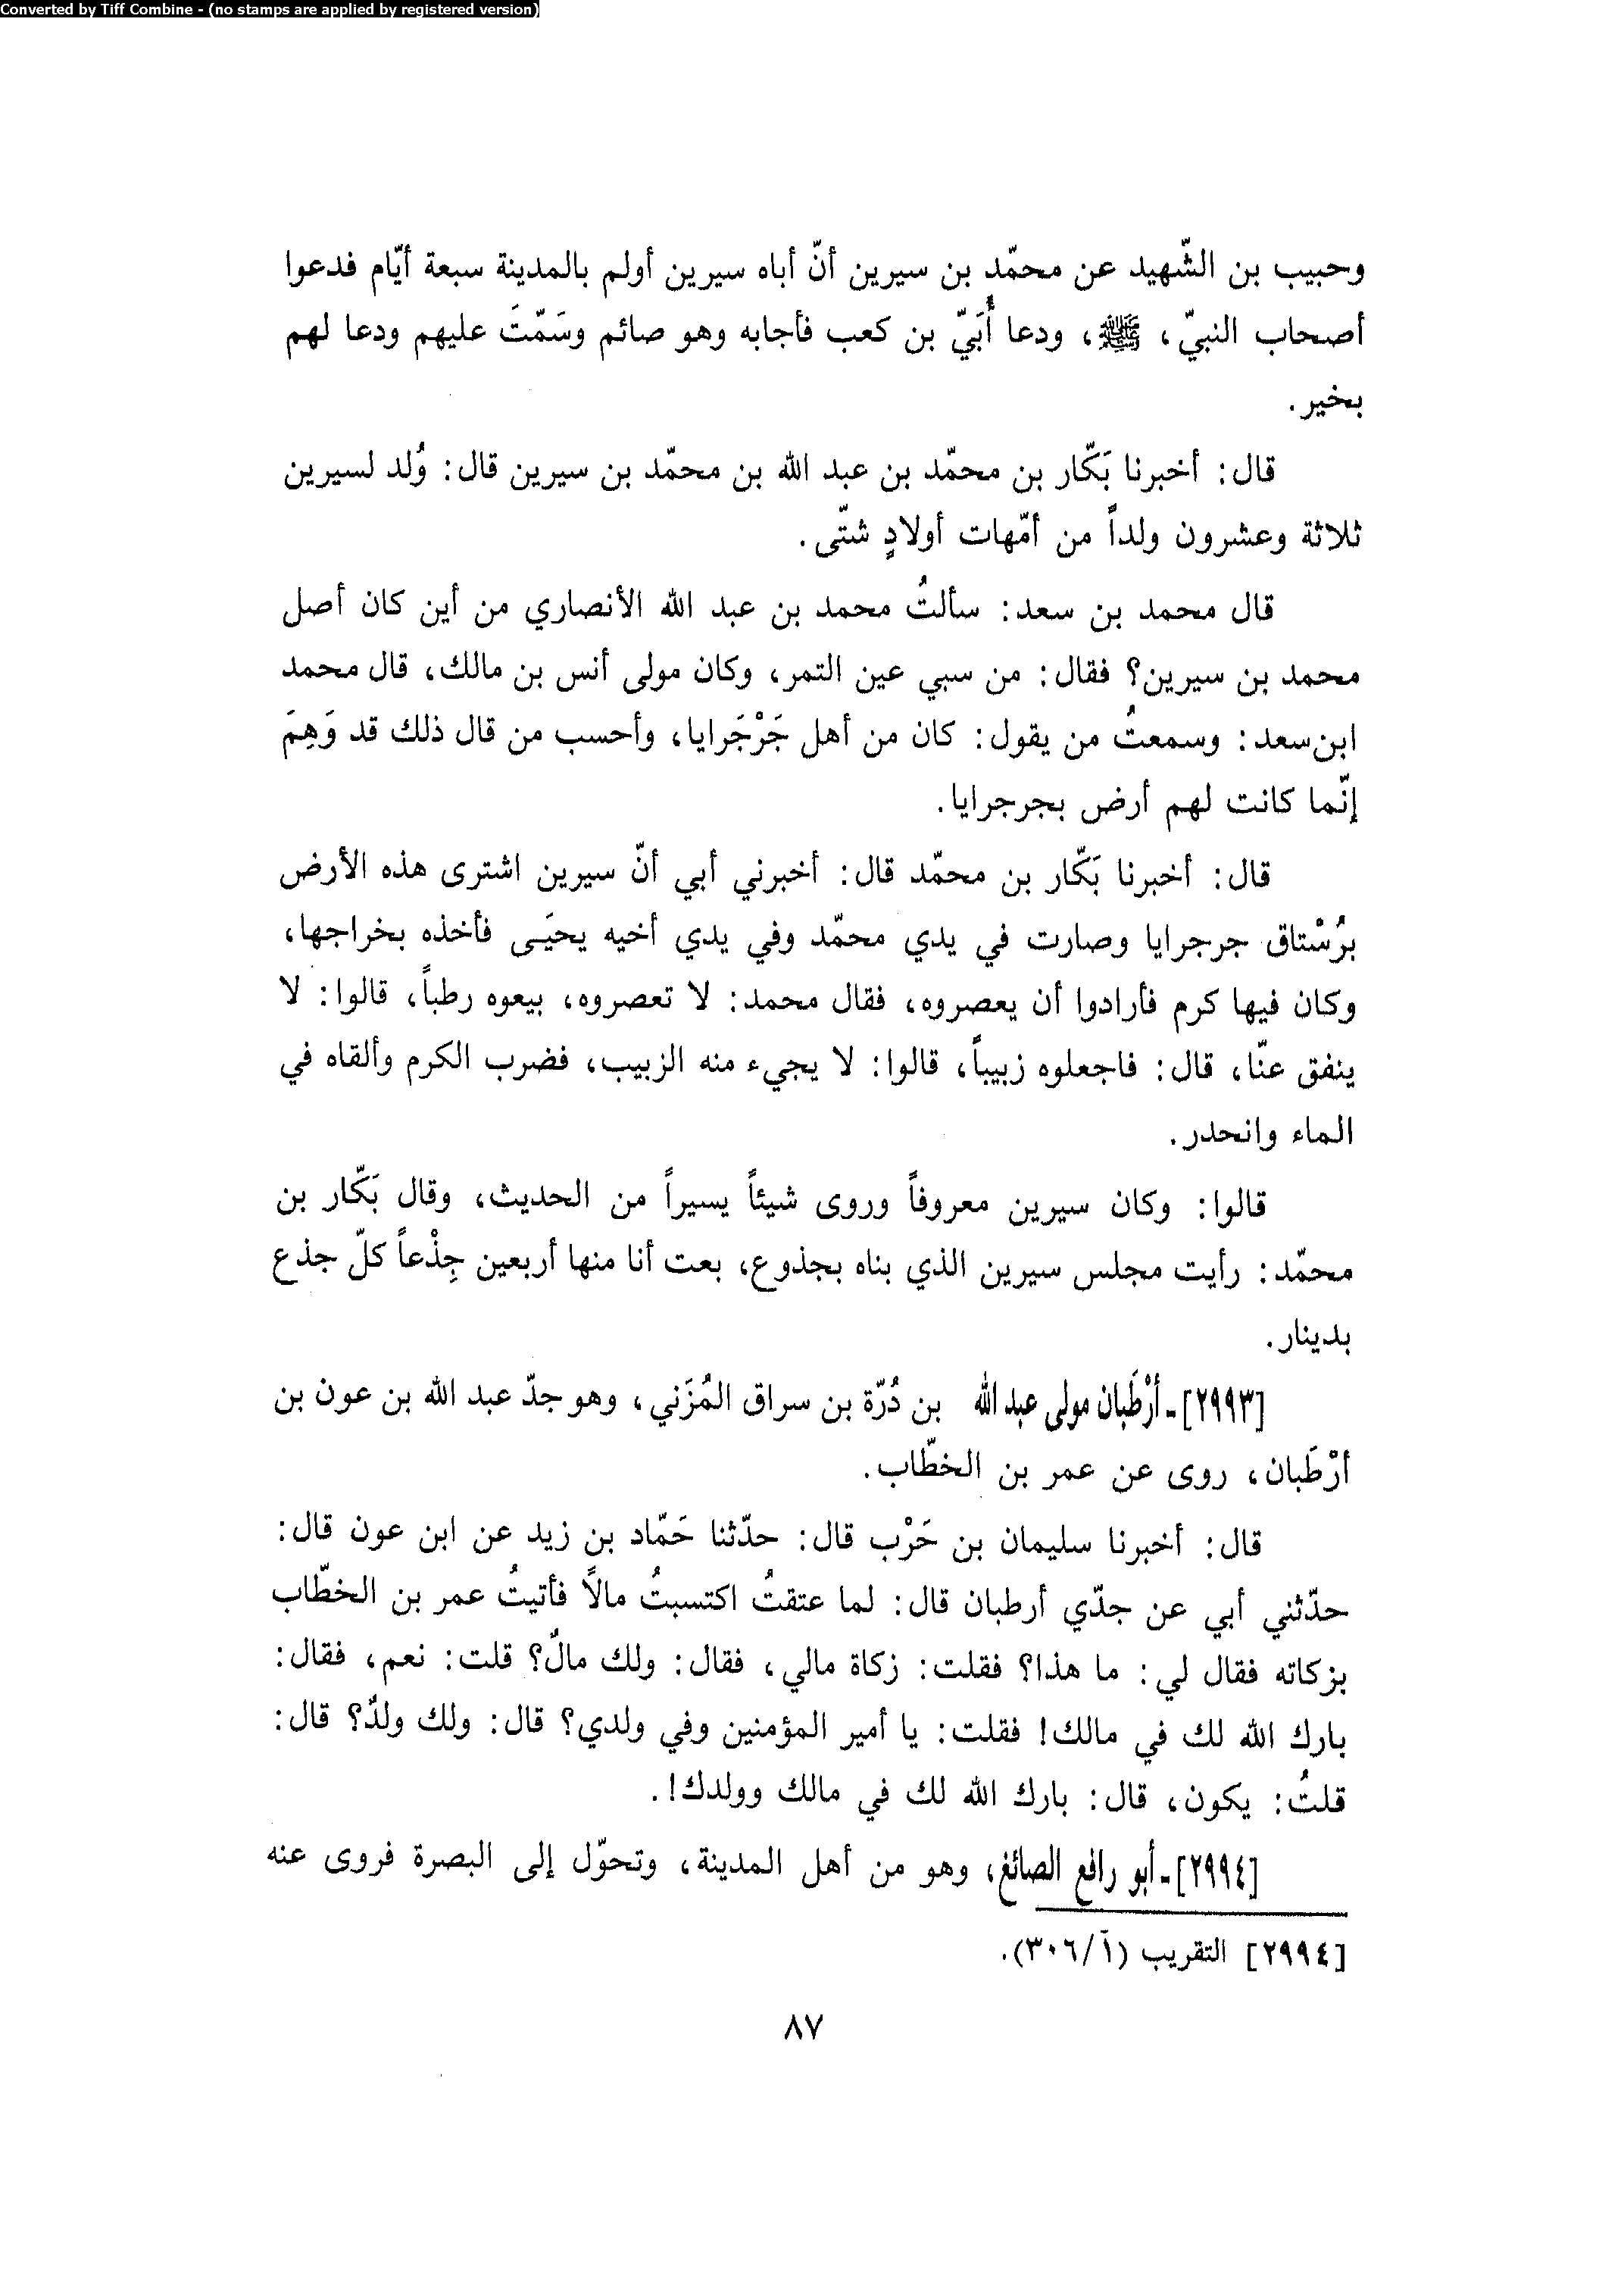 Converted by Tiff Combine - (no stamps are applied by registered version)
وحبيب بن الشّهيد عن محمّد بن سيرين أنّ أباه سيرين أولم بالمدينة سبعة أيّام فدعوا
أصحاب النبيّ، ﷺ، ودعا أُبَيّ بن كعب فأجابه وهو صائم وسَمّتَ عليهم ودعا لهم
بخير.
قال: أخبرنا بَكّار بن محمّد بن عبد الله بن محمّد بن سيرين قال: وُلد لسيرين
ثلاثة وعشرون ولداً من أمّهات أولادٍ شتّى.
قال محمد بن سعد: سألتُ محمد بن عبد الله الأنصاري من أين كان أصل
محمد بن سيرين؟ فقال: من سبي عين التمر، وكان مولى أنس بن مالك، قال محمد
ابن سعد: وسمعتُ من يقول: كان من أهل جَرْجَرايا، وأحسب من قال ذلك قد وَهِمَ
إنّما كانت لهم أرض بجرجرايا.
قال: أخبرنا بَكّار بن محمّد قال: أخبرني أبي أنّ سيرين اشترى هذه الأرض
برُسْتاق جرجرايا وصارت في يدي محمّد وفي يدي أخيه يحيَى فأخذه بخراجها،
وكان فيها كرم فأرادوا أن يعصروه، فقال محمد: لا تعصروه، بيعوه رطباً، قالوا: لا
ينفق عنّا، قال: فاجعلوه زبيباً، قالوا: لا يجيء منه الزبيب، فضرب الكرم وألقاه في
الماء وانحدر.
قالوا: وكان سيرين معروفاً وروى شيئاً يسيراً من الحديث، وقال بَكّار بن
محمّد: رأيت مجلس سيرين الذي بناه بجذوع، بعت أنا منها أربعين جِذْعاً كلّ جذع
بدينار.
[٢٩٩٣]ـ أرْطَبان مولى عبد الله بن دُرّة بن سراق المُزَني، وهو جدّ عبد الله بن عون بن
أرْطَبان، روى عن عمر بن الخطّاب.
قال: أخبرنا سليمان بن حَرْب قال: حدّثنا حَمّاد بن زيد عن ابن عون قال:
حدّثني أبي عن جدّي أرطبان قال: لما عتقتُ اكتسبتُ مالاً فأتيتُ عمر بن الخطّاب
بزكاته فقال لي: ما هذا؟ فقلت: زكاة مالي، فقال: ولك مالٌ؟ قلت: نعم، فقال:
بارك الله لك في مالك! فقلت: يا أمير المؤمنين وفي ولدي؟ قال: ولك ولدٌ؟ قال:
قلتُ: يكون، قال: بارك الله لك في مالك وولدك!.
[٢٩٩٤]ـ أبو رافع الصائغ، وهو من أهل المدينة، وتحوّل إلى البصرة فروى عنه
[٢٩٩٤] التقريب (٣٠٦/آ).
٨٧